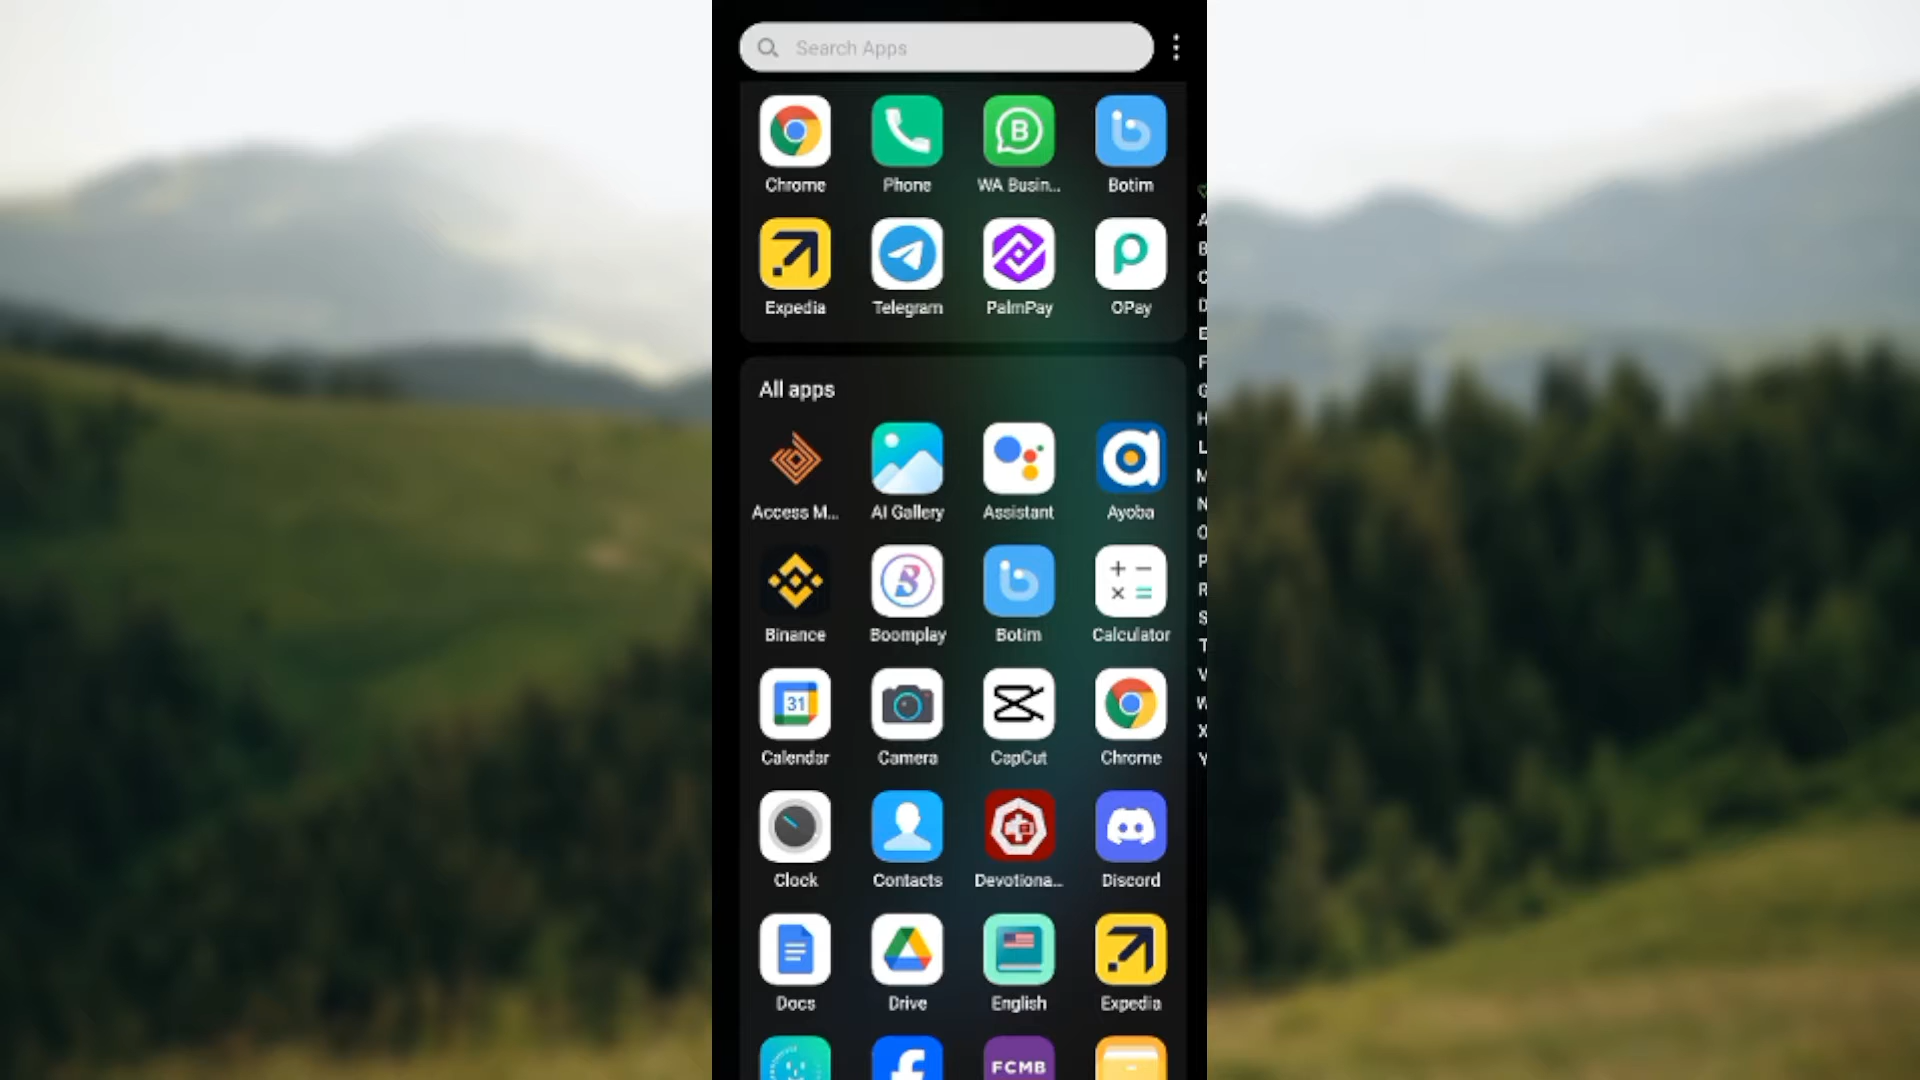 Search Apps
Chrome Phone WA Busin... Botim
Expedia Telegram PalmPay OPay
All apps
Access M... AI Gallery Assistant Ayoba
Binance Boomplay Botim Calculator
31
Calendar Camera CapCut Chrome
Clock Contacts Devotiona... Discord
Docs Drive English Expedia
FCMB
A
B
C
D
E
F
G
H
L
M
N
O
P
R
S
T
V
W
X
Y